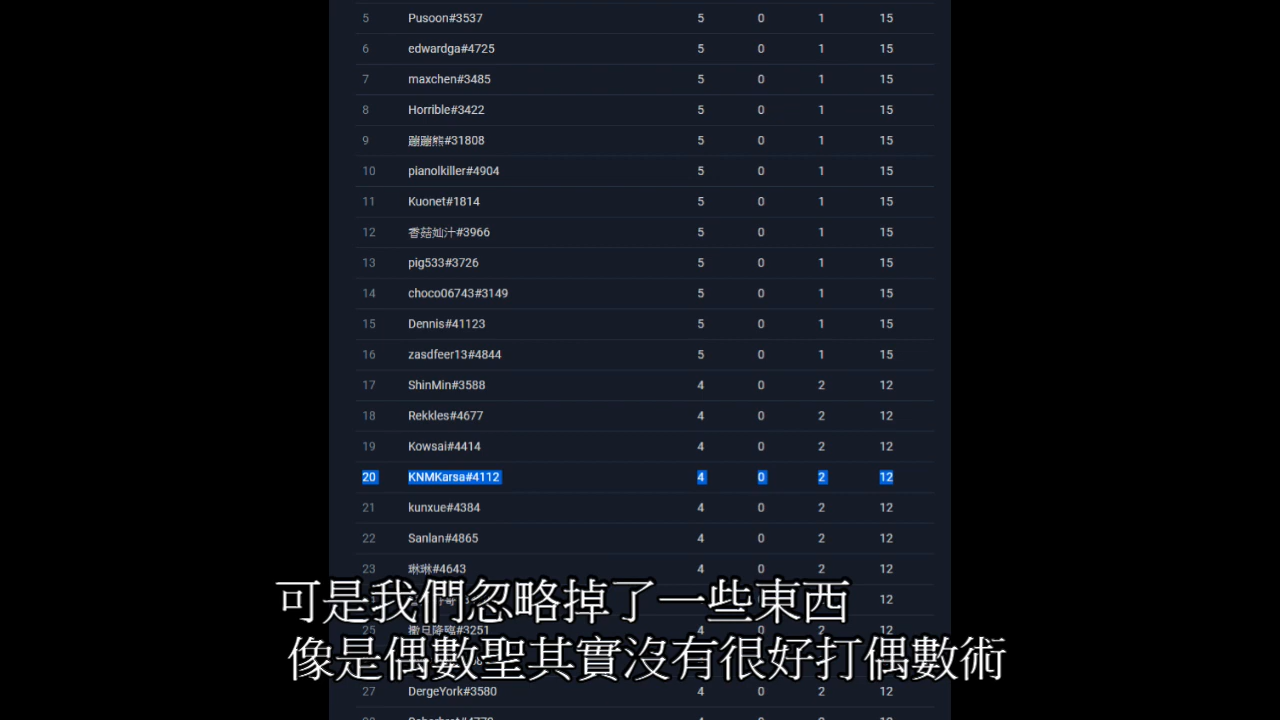 5 Pusoon#3537 5 0 1 15
6 edwardga#4725 5 0 1 15
7 maxchen#3485 5 0 1 15
8 Horrible#3422 5 0 1 15
9 蹦蹦熊#31808 5 0 1 15
10 pianolkiller#4904 5 0 1 15
11 Kuonet#1814 5 0 1 15
12 香菇奾汁#3966 5 0 1 15
13 pig533#3726 5 0 1 15
14 choco06743#3149 5 0 1 15
15 Dennis#41123 5 0 1 15
16 zasdfeer13#4844 5 0 1 15
17 ShinMin#3588 4 0 2 12
18 Rekkles#4677 4 0 2 12
19 Kowsai#4414 4 0 2 12
20 KNMKarsa#4112 4 0 2 12
21 kunxue#4384 4 0 2 12
22 Sanlan#4865 4 0 2 12
23 琳琳#4643 4 0 2 12
可是我們忽略掉了一些東西
12
25 撒旦降臨#3251 4 2 12
像是偶數聖其實沒有很好打偶數術
27 DergeYork#3580 4 0 2 12